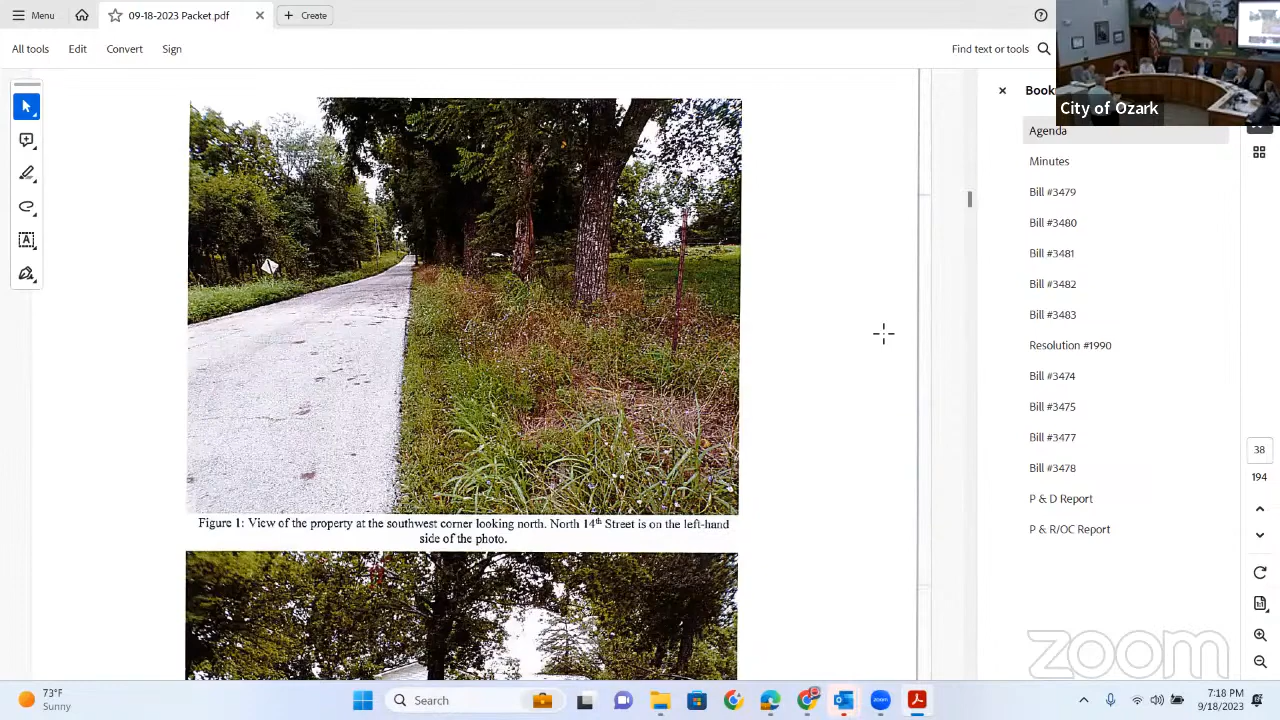 Menu
09-18-2023 Packet.pdf
Create
All tools
Edit
Convert
Sign
Find text or tools
Book
City of Ozark
Agenda
Minutes
Bill #3479
Bill #3480
Bill #3481
Bill #3482
Bill #3483
Resolution #1990
Bill #3474
Bill #3475
Bill #3477
Bill #3478
P & D Report
P & R/OC Report
38
194
Figure 1: View of the property at the southwest corner looking north. North 14th Street is on the left-hand
side of the photo.
zoom
73°F
Sunny
Search
7:18 PM
9/18/2023